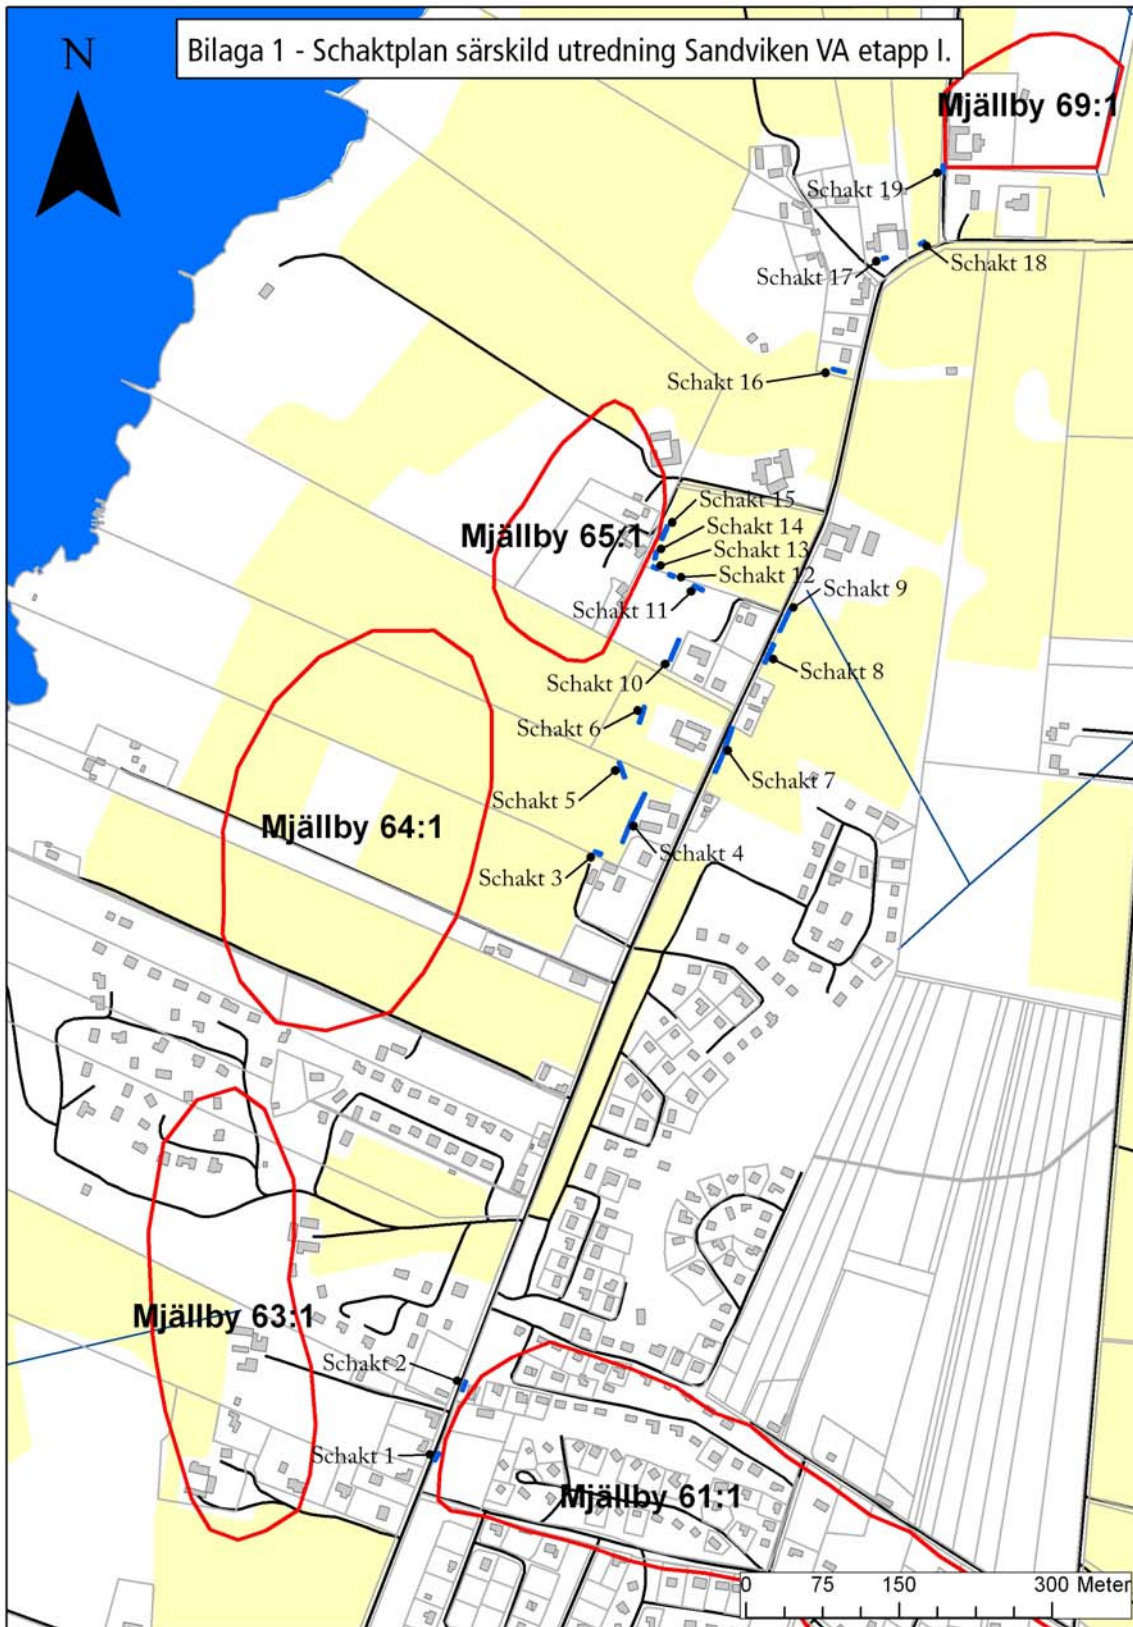 Bilaga 1 - Schaktplan särskild utredning Sandviken VA etapp I.
N
Mjällby 69:1
Schakt 19
Schakt 18
Schakt 17
Schakt 16
Schakt 15
Mjällby 65:1
Schakt 14
Schakt 13
Schakt 12
Schakt 9
Schakt 11
Schakt 8
Schakt 10
Schakt 6
Schakt 7
Schakt 5
Mjällby 64:1
Schakt 4
Schakt 3
Mjällby 63:1
Schakt 2
Schakt 1
Mjällby 61:1
0 75 150 300 Meter